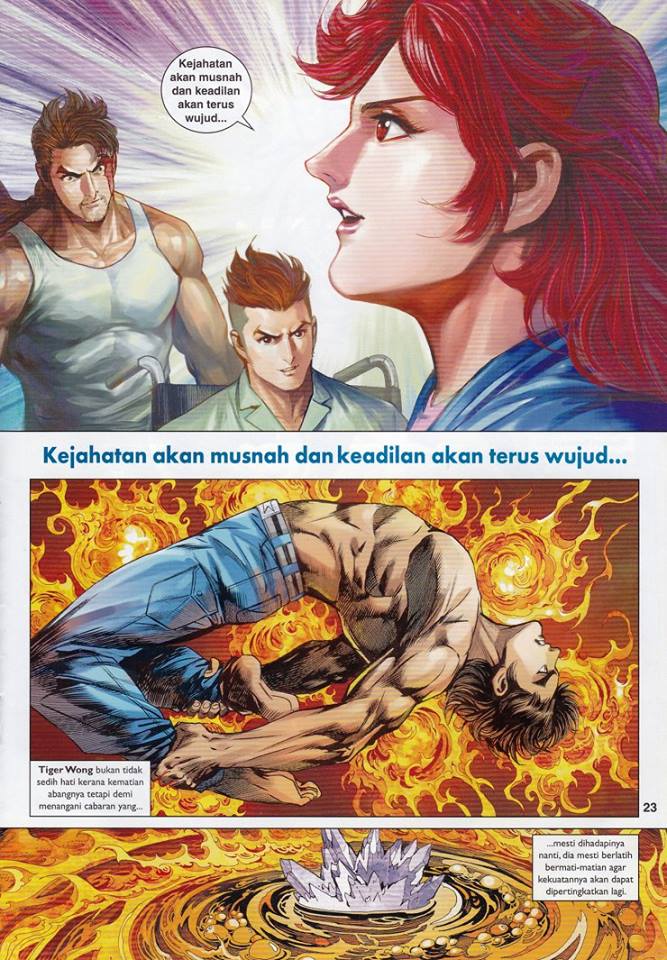 Kejahatan
akan musnah
dan keadilan
akan terus
wujud...
Kejahatan akan musnah dan keadilan akan terus wujud...
Tiger Wong bukan tidak
sedih hati kerana kematian
abangnya tetapi demi
menangani cabaran yang...
23
...mesti dihadapinya
nanti, dia mesti berlatih
bermati-matian agar
kekuatannya akan dapat
dipertingkatkan lagi.